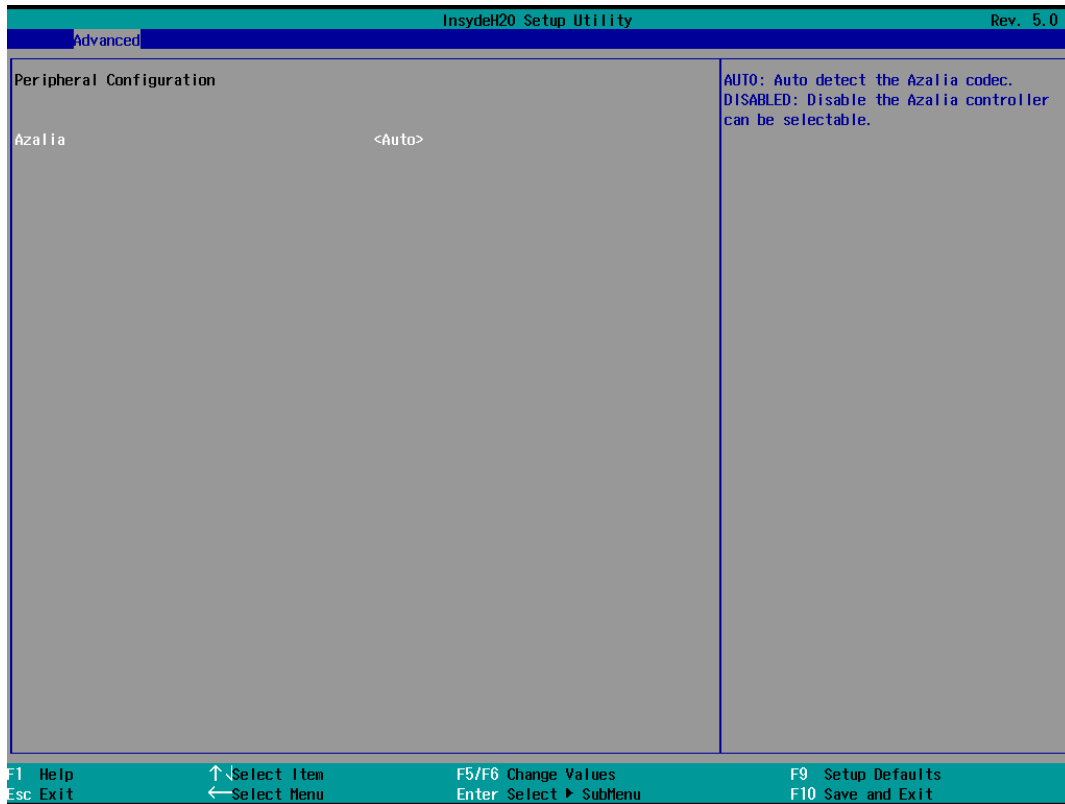 InsydeH20 Setup Utility Rev. 5.0
Advanced
Peripheral Configuration
Azalia <Auto>
AUTO: Auto detect the Azalia codec.
DISABLED: Disable the Azalia controller
can be selectable.
F1 Help ↑↓Select Item F5/F6 Change Values F9 Setup Defaults
Esc Exit ←Select Menu Enter Select ▶ SubMenu F10 Save and Exit